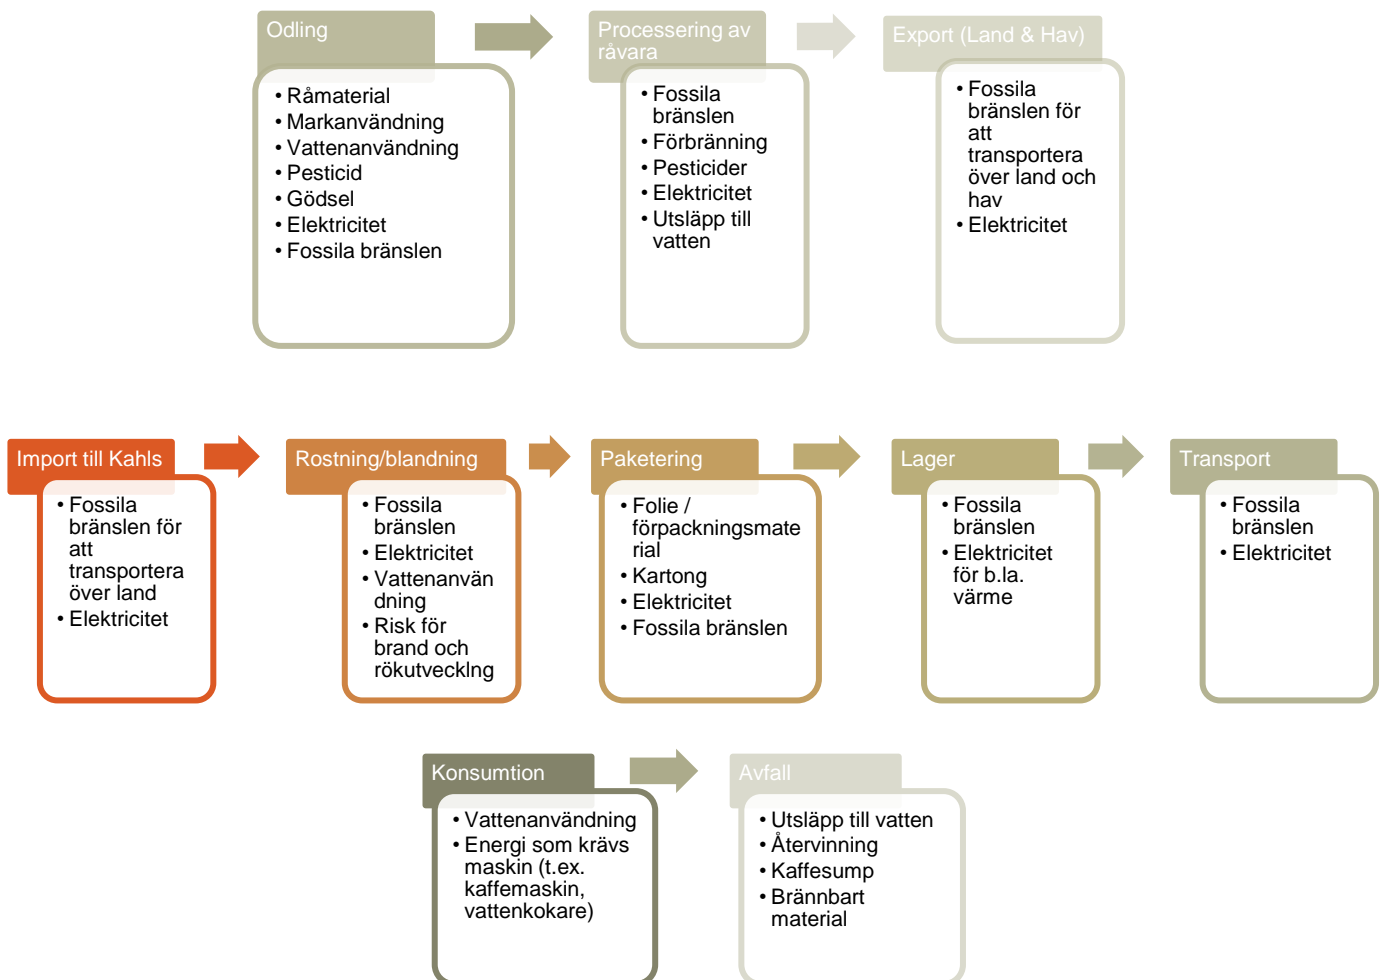 Odling
• Råmaterial
• Markanvändning
• Vattenanvändning
• Pesticid
• Gödsel
• Elektricitet
• Fossila bränslen
Processering av
råvara
• Fossila
bränslen
• Förbränning
• Pesticider
• Elektricitet
• Utsläpp till
vatten
Export (Land & Hav)
• Fossila
bränslen för
att
transportera
över land och
hav
• Elektricitet
Import till Kahls
• Fossila
bränslen för
att
transportera
över land
• Elektricitet
Rostning/blandning
• Fossila
bränslen
• Elektricitet
• Vattenanvän
dning
• Risk för
brand och
rökutvecklng
Paketering
• Folie /
förpackningsmate
rial
• Kartong
• Elektricitet
• Fossila bränslen
Lager
• Fossila
bränslen
• Elektricitet
för b.la.
värme
Transport
• Fossila
bränslen
• Elektricitet
Konsumtion
• Vattenanvändning
• Energi som krävs
maskin (t.ex.
kaffemaskin,
vattenkokare)
Avfall
• Utsläpp till vatten
• Återvinning
• Kaffesump
• Brännbart
material